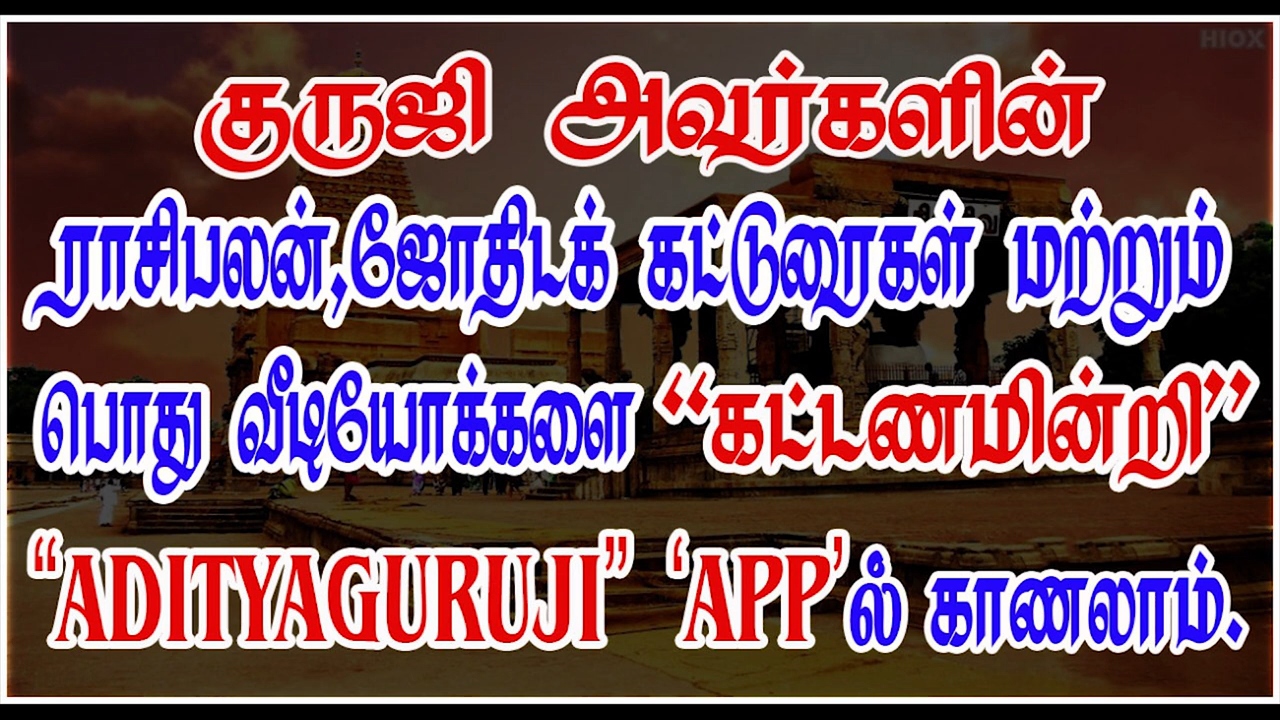 HIOX
குருஜி அவர்களின்
ராசிபலன்,ஜோதிடக் கட்டுரைகள் மற்றும்
பொது வீடியோக்களை “கட்டணமின்றி”
“ADITYAGURUJI” ‘APP’ல் காணலாம்.